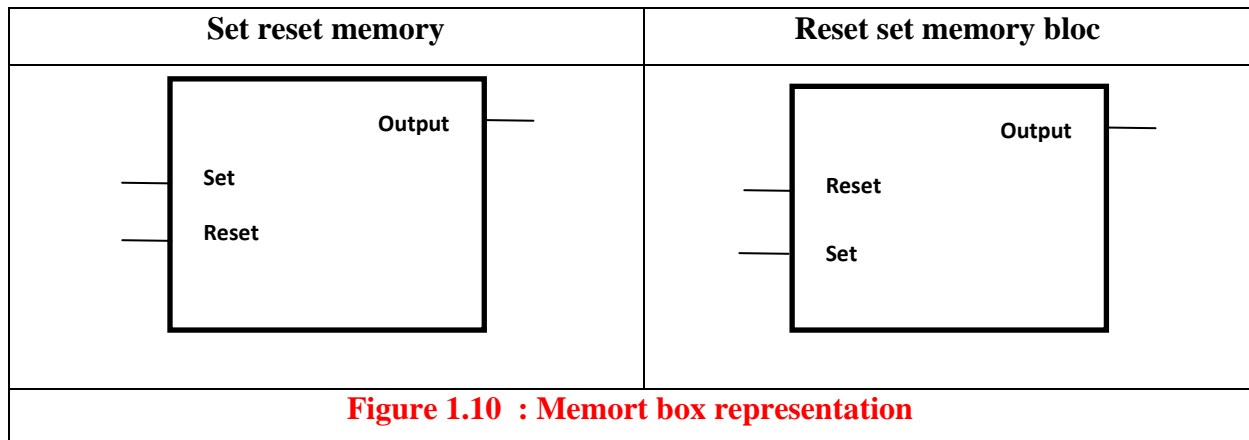 Set reset memory
Reset set memory bloc
Output
Set
Reset
Output
Reset
Set
Figure 1.10 : Memort box representation